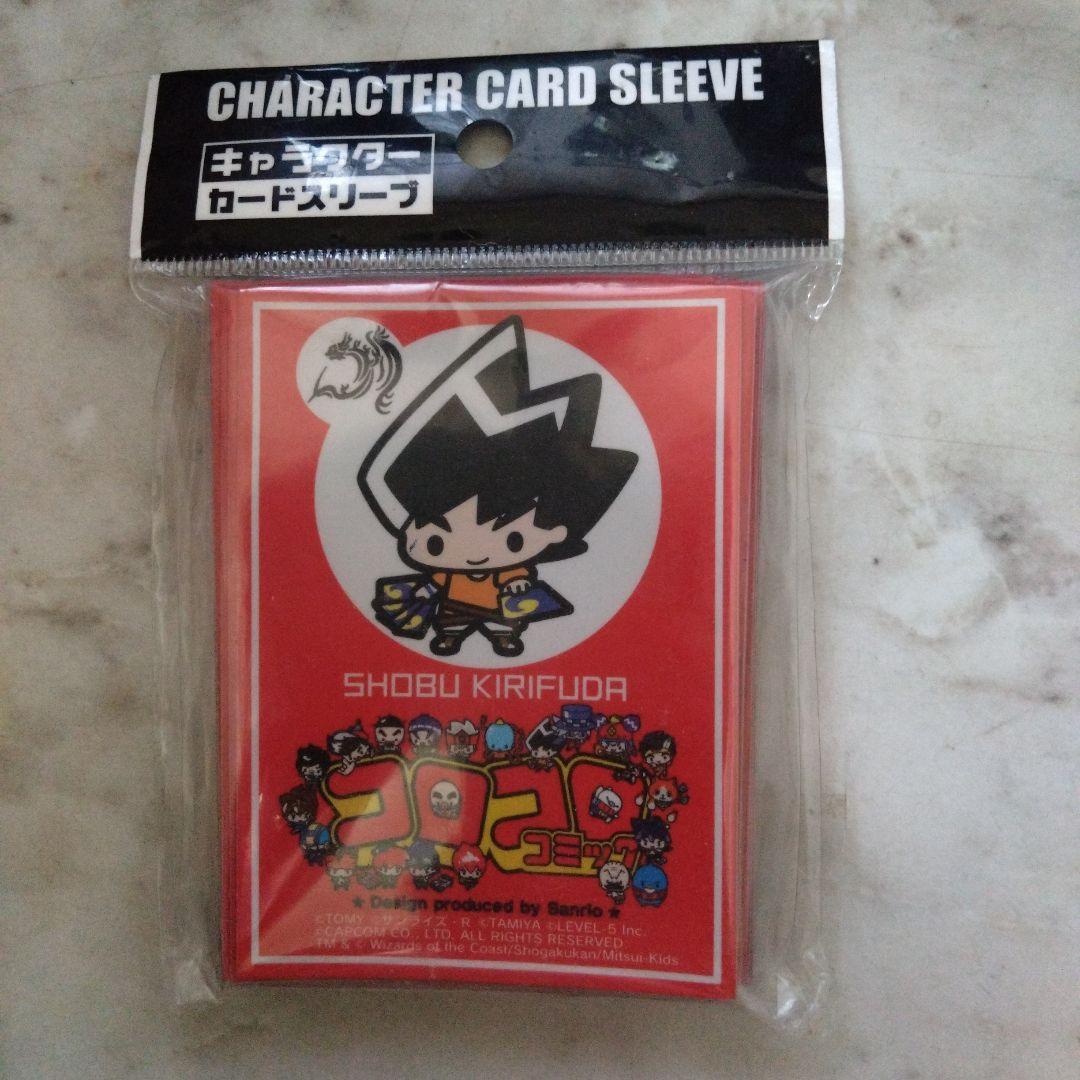 CHARACTER CARD SLEEVE
キャラクター
カードスリーブ
SHOBU KIRIFUDA
コロコロ
コミック
★ Design produced by Sanrio ★
©TOMY ©サンライズ・R ©TAMIYA ©LEVEL-5 Inc.
©CAPCOM CO., LTD. ALL RIGHTS RESERVED
TM & © Wizards of the Coast/Shogakukan/Mitsui-Kids